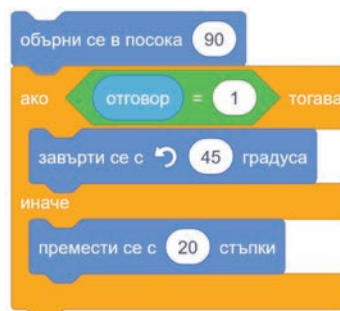 обърни се в посока 90
ако отговор = 1 тогава
завърти се с 45 градуса
иначе
премести се с 20 стъпки